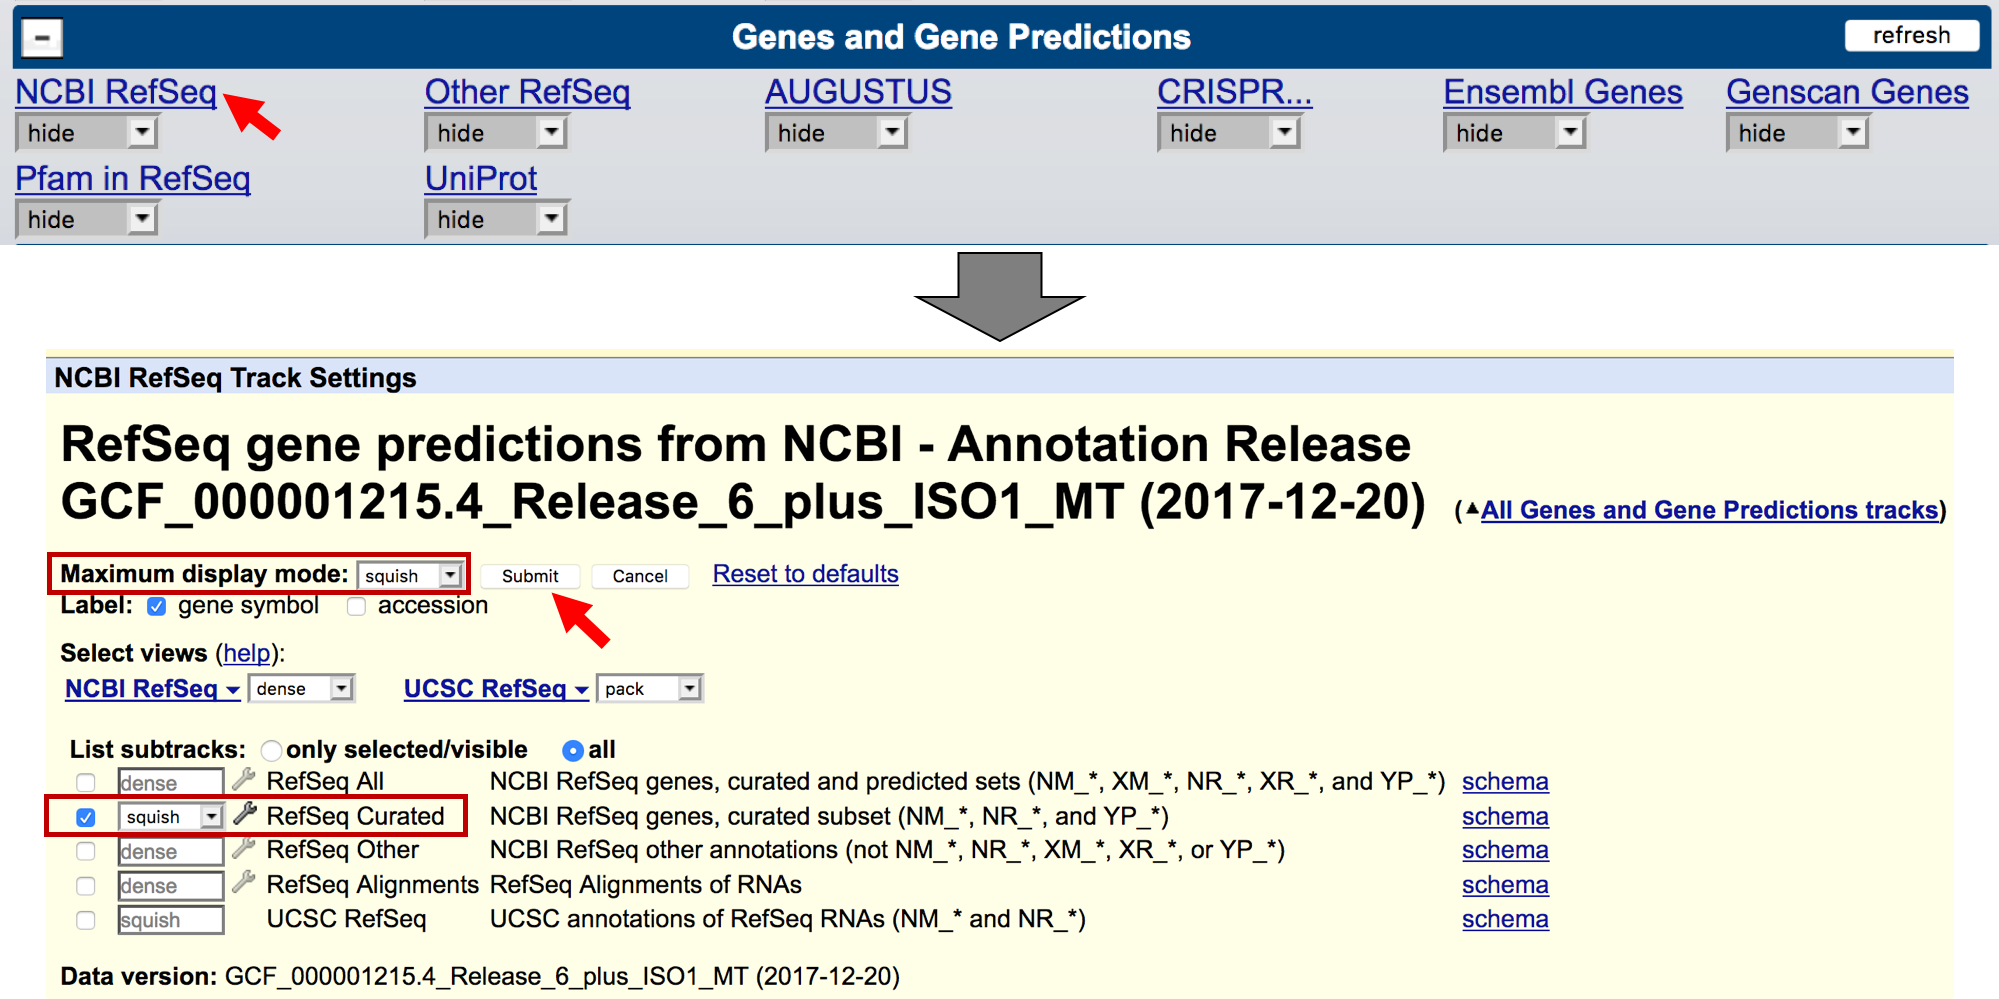 Genes and Gene Predictions refresh
NCBI RefSeq Other RefSeq AUGUSTUS CRISPR... Ensembl Genes Genscan Genes
hide hide hide hide hide hide
Pfam in RefSeq UniProt
hide hide
NCBI RefSeq Track Settings
RefSeq gene predictions from NCBI - Annotation Release
GCF_000001215.4_Release_6_plus_ISO1_MT (2017-12-20) (▲All Genes and Gene Predictions tracks)
Maximum display mode: squish Submit Cancel Reset to defaults
Label: gene symbol accession
Select views (help):
NCBI RefSeq dense UCSC RefSeq pack
List subtracks: only selected/visible all
dense RefSeq All NCBI RefSeq genes, curated and predicted sets (NM_*, XM_*, NR_*, XR_*, and YP_*) schema
squish RefSeq Curated NCBI RefSeq genes, curated subset (NM_*, NR_*, and YP_*) schema
dense RefSeq Other NCBI RefSeq other annotations (not NM_*, NR_*, XM_*, XR_*, or YP_*) schema
dense RefSeq Alignments RefSeq Alignments of RNAs schema
squish UCSC RefSeq UCSC annotations of RefSeq RNAs (NM_* and NR_*) schema
Data version: GCF_000001215.4_Release_6_plus_ISO1_MT (2017-12-20)